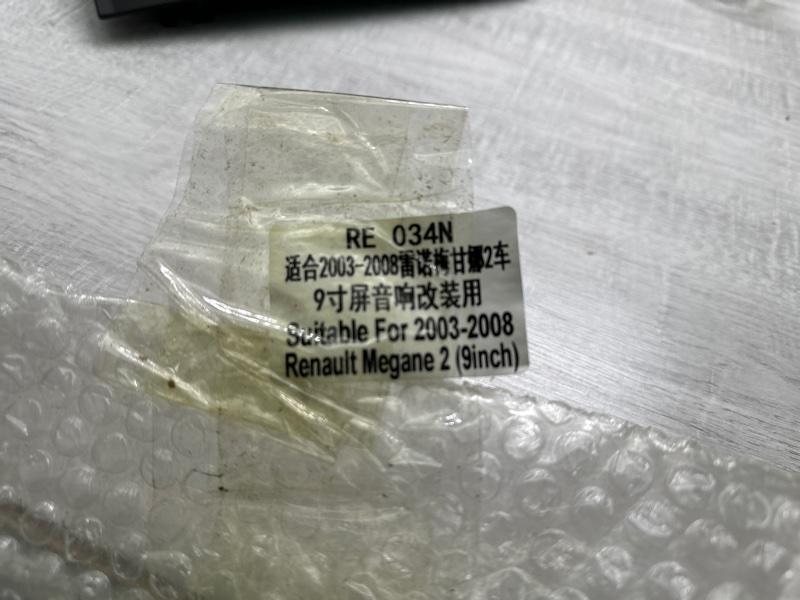 RE 034N
适合2003-2008雷诺梅甘娜2车
9寸屏音响改装用
Suitable For 2003-2008
Renault Megane 2 (9inch)